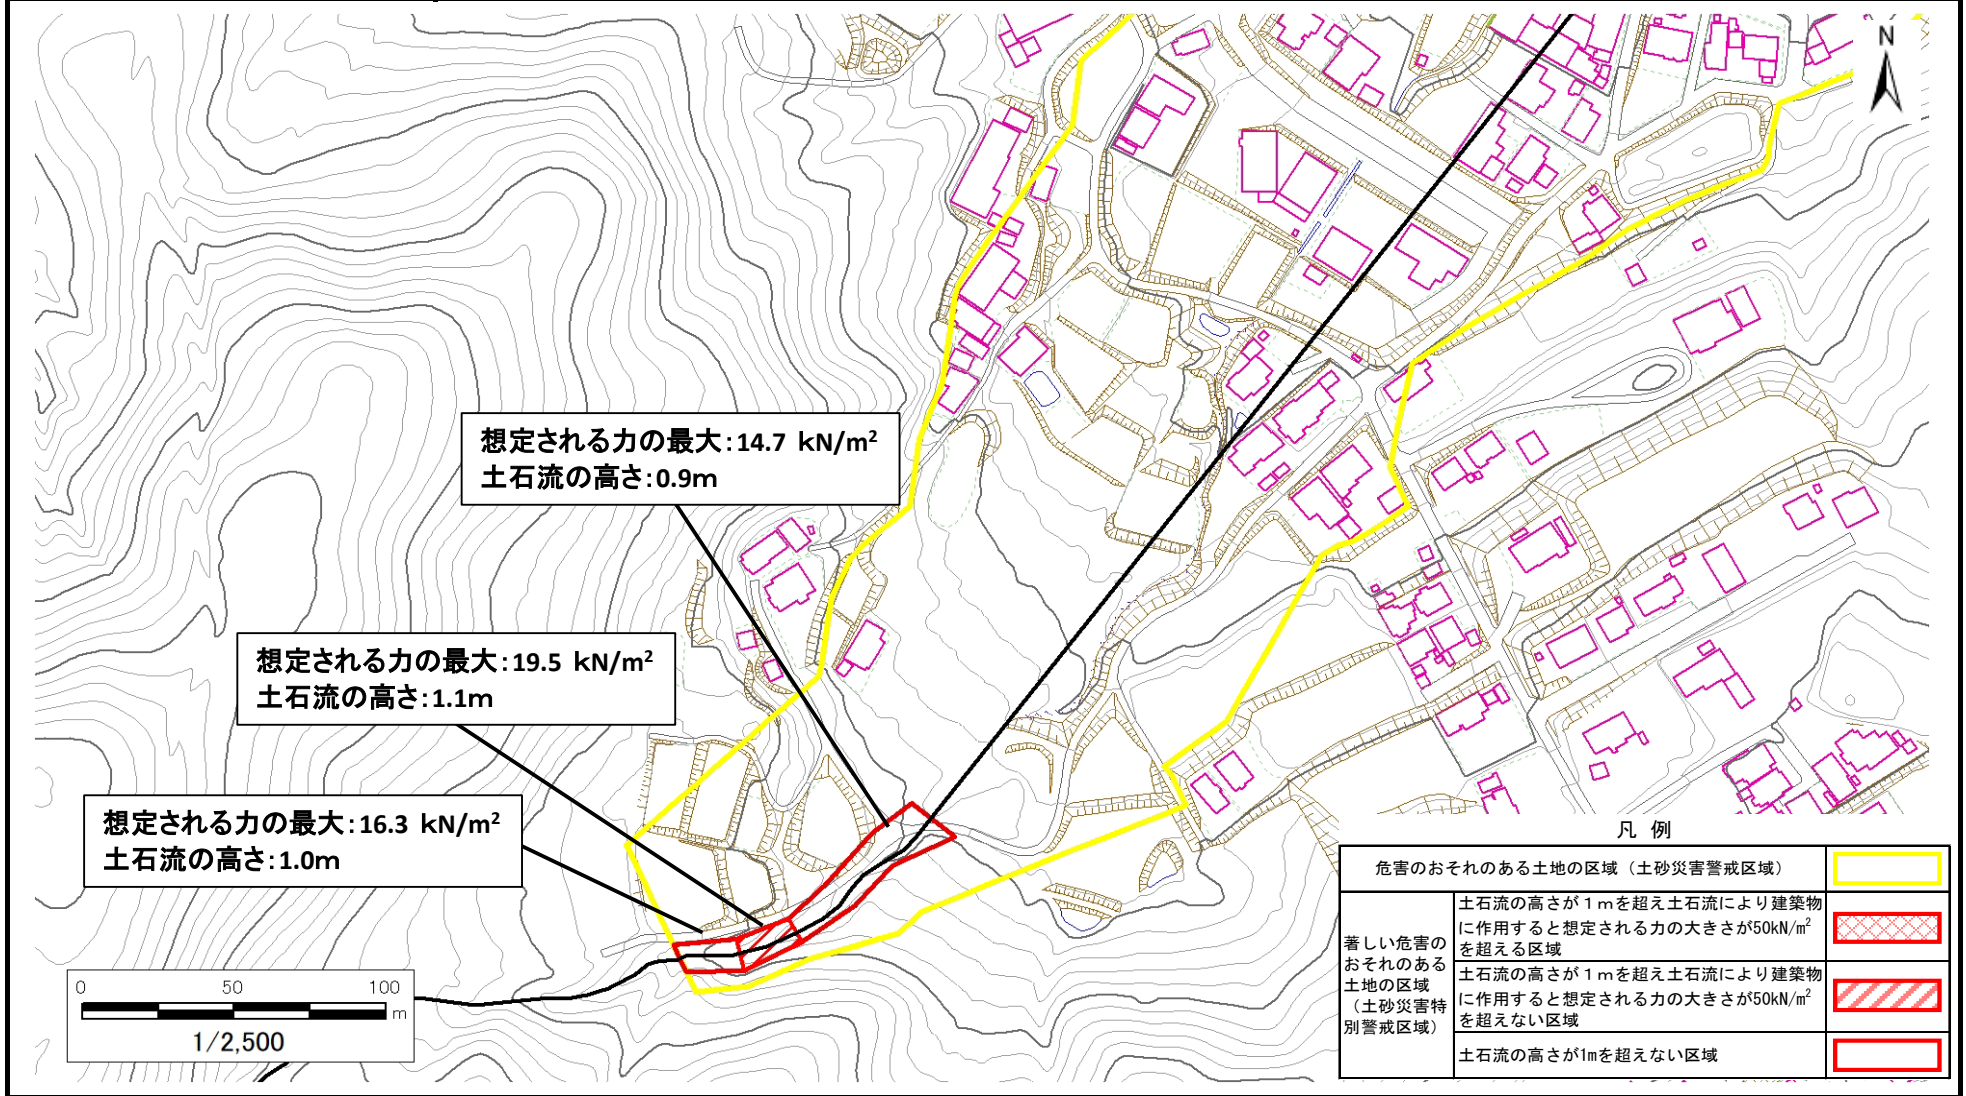 N
想定される力の最大：14.7 kN/m²
土石流の高さ：0.9m
想定される力の最大：19.5 kN/m²
土石流の高さ：1.1m
想定される力の最大：16.3 kN/m²
土石流の高さ：1.0m
0 50 100
m
1/2,500
凡 例
危害のおそれのある土地の区域（土砂災害警戒区域）
著しい危害の
おそれのある
土地の区域
（土砂災害特
別警戒区域）
土石流の高さが１ｍを超え土石流により建築物
に作用すると想定される力の大きさが50kN/m²
を超える区域
土石流の高さが１ｍを超え土石流により建築物
に作用すると想定される力の大きさが50kN/m²
を超えない区域
土石流の高さが1mを超えない区域